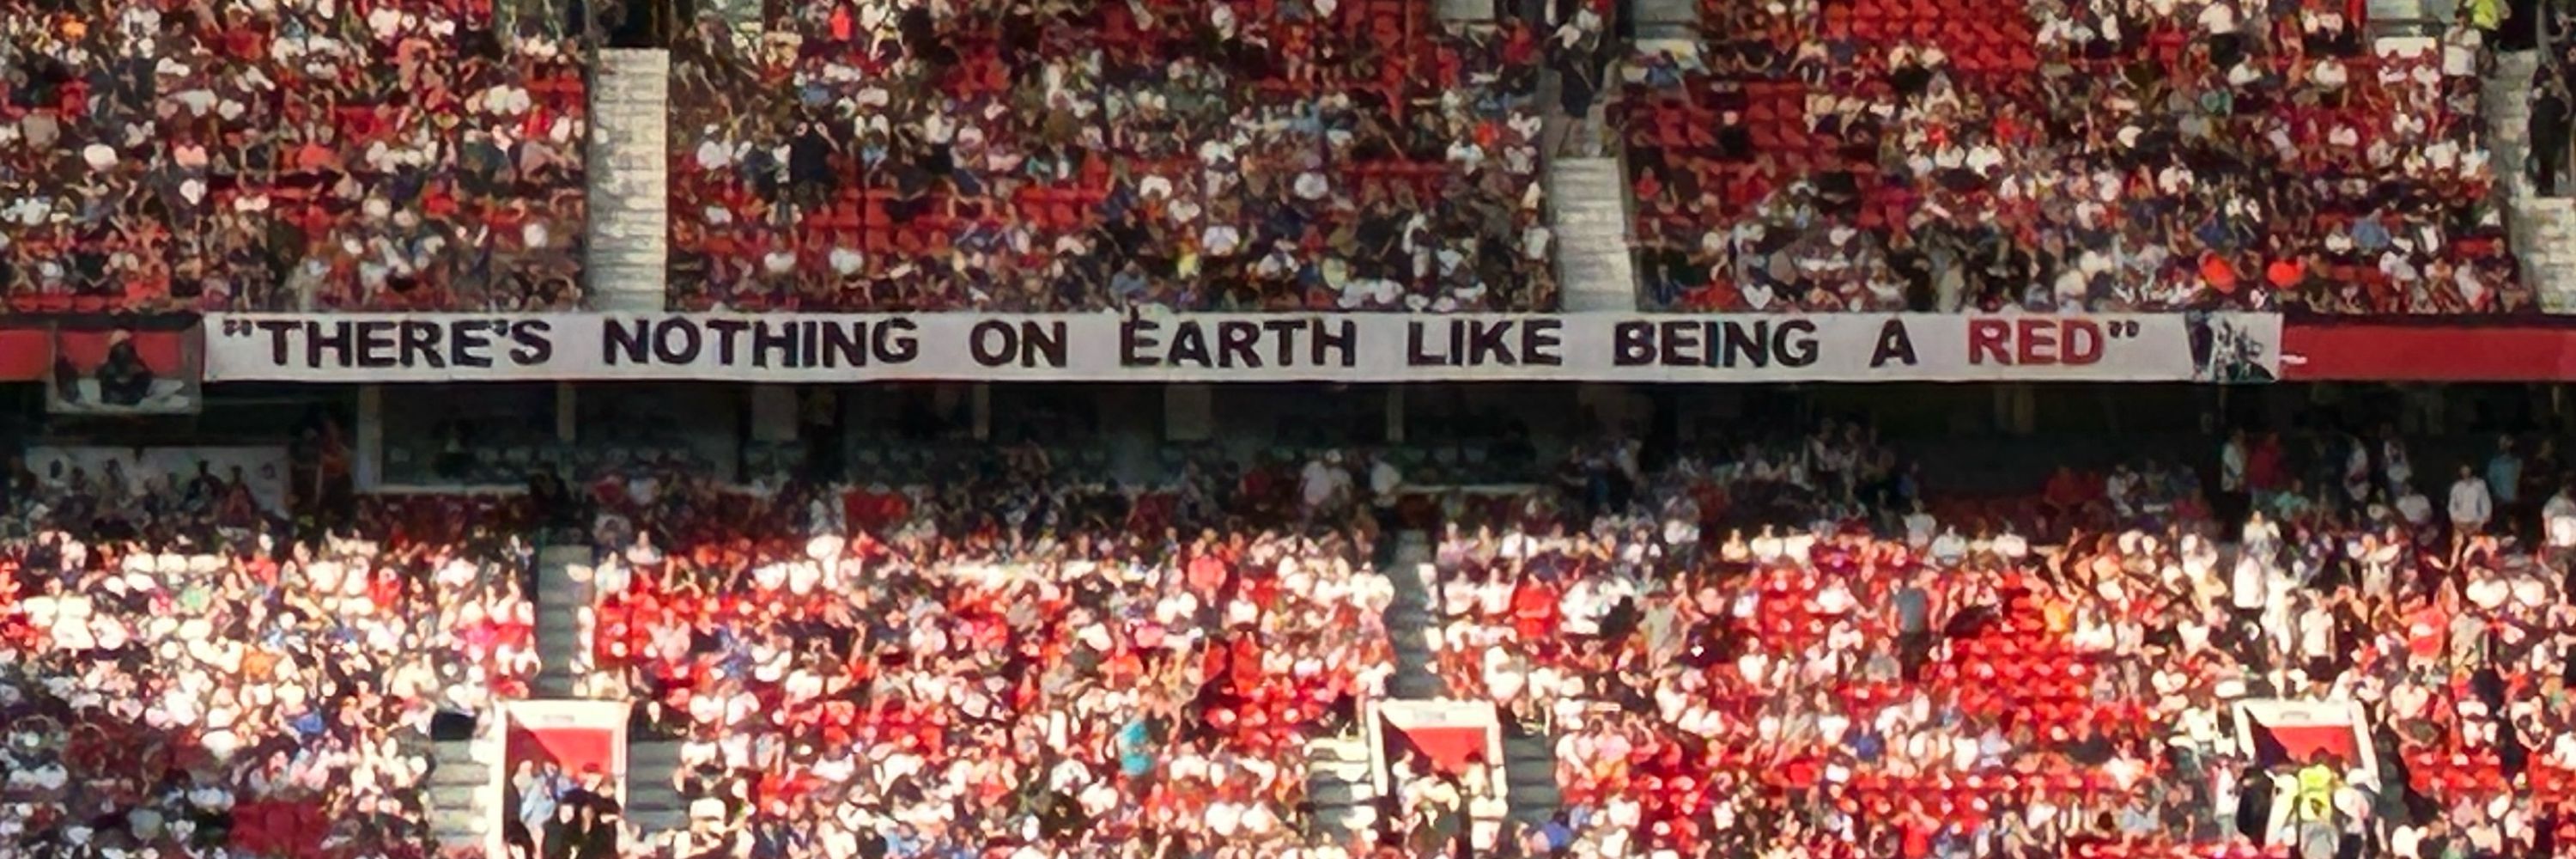 "THERE'S NOTHING ON EARTH LIKE BEING A RED"